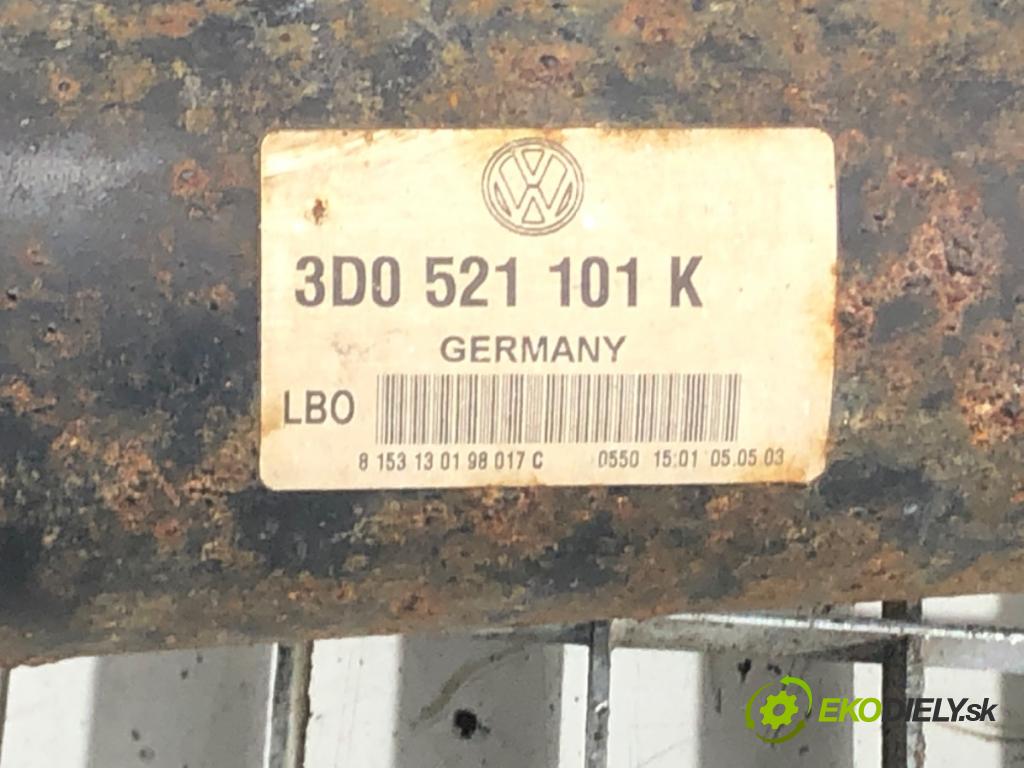 3D0 521 101 K
GERMANY
LBO
8 153 13 01 98 017 C 0550 15:01 05.05.03
EKODIELY.sk